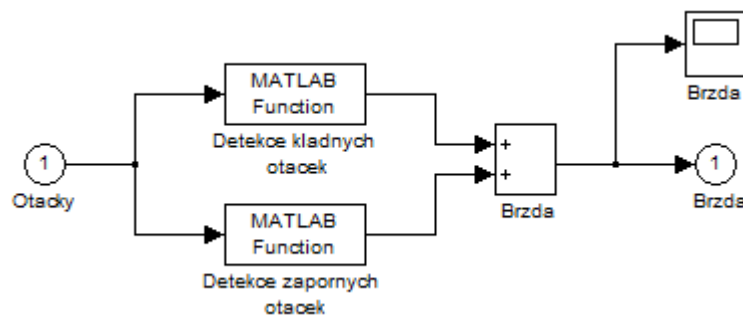 MATLAB
Function
Detekce kladnych
otacek
1
Otacky
MATLAB
Function
Detekce zapornych
otacek
+
+
Brzda
Brzda
1
Brzda